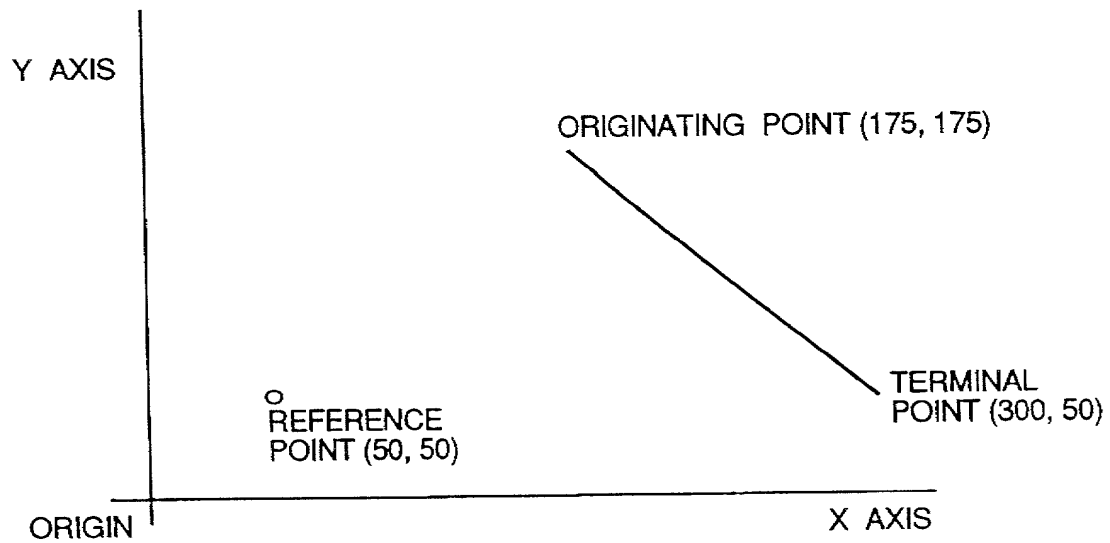 Y AXIS
ORIGINATING POINT (175, 175)
TERMINAL
POINT (300, 50)
REFERENCE
POINT (50, 50)
ORIGIN
X AXIS